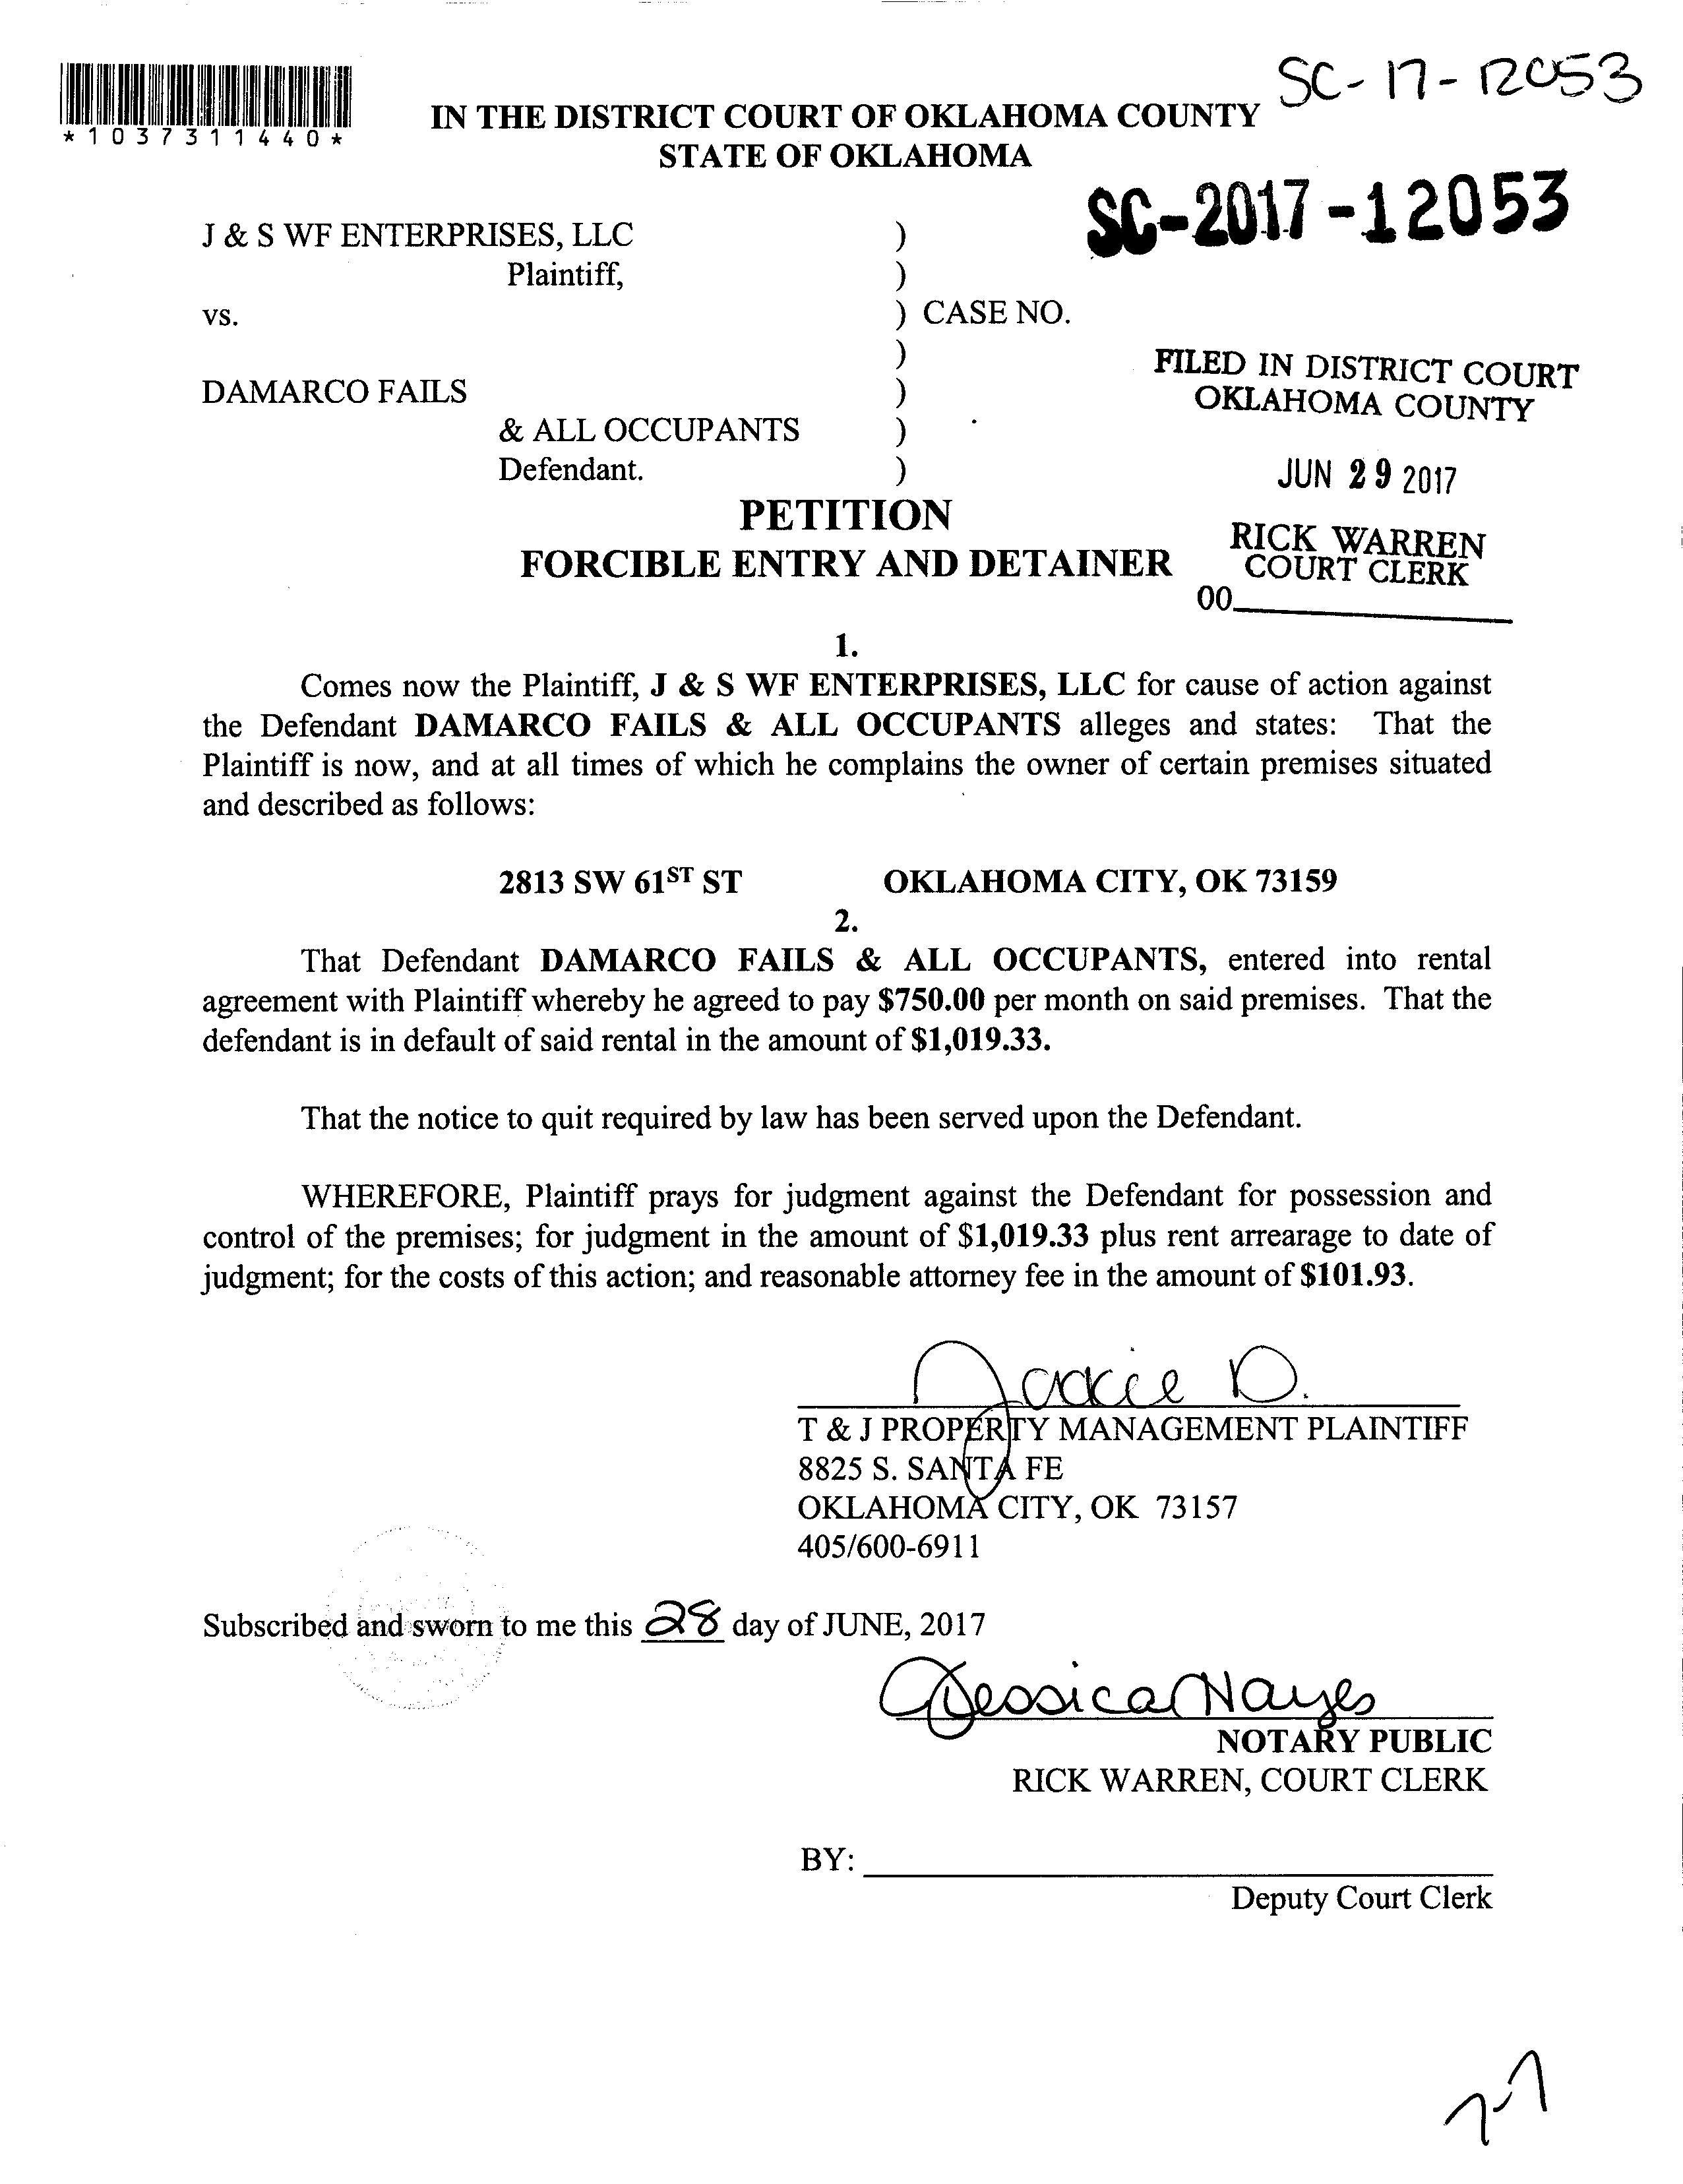 SC-17-12053
*1037311440*
IN THE DISTRICT COURT OF OKLAHOMA COUNTY
STATE OF OKLAHOMA
SC-2017-12053
J & S WF ENTERPRISES, LLC )
Plaintiff, )
vs. ) CASE NO.
)
DAMARCO FAILS )
& ALL OCCUPANTS )
Defendant. )
FILED IN DISTRICT COURT
OKLAHOMA COUNTY
JUN 29 2017
RICK WARREN
COURT CLERK
00
PETITION
FORCIBLE ENTRY AND DETAINER
1.
Comes now the Plaintiff, J & S WF ENTERPRISES, LLC for cause of action against
the Defendant DAMARCO FAILS & ALL OCCUPANTS alleges and states: That the
Plaintiff is now, and at all times of which he complains the owner of certain premises situated
and described as follows:
2813 SW 61ST ST OKLAHOMA CITY, OK 73159
2.
That Defendant DAMARCO FAILS & ALL OCCUPANTS, entered into rental
agreement with Plaintiff whereby he agreed to pay $750.00 per month on said premises. That the
defendant is in default of said rental in the amount of $1,019.33.
That the notice to quit required by law has been served upon the Defendant.
WHEREFORE, Plaintiff prays for judgment against the Defendant for possession and
control of the premises; for judgment in the amount of $1,019.33 plus rent arrearage to date of
judgment; for the costs of this action; and reasonable attorney fee in the amount of $101.93.
Jackie D.
T & J PROPERTY MANAGEMENT PLAINTIFF
8825 S. SANTA FE
OKLAHOMA CITY, OK 73157
405/600-6911
Subscribed and sworn to me this 28 day of JUNE, 2017
Jessica Hayes
NOTARY PUBLIC
RICK WARREN, COURT CLERK
BY:
Deputy Court Clerk